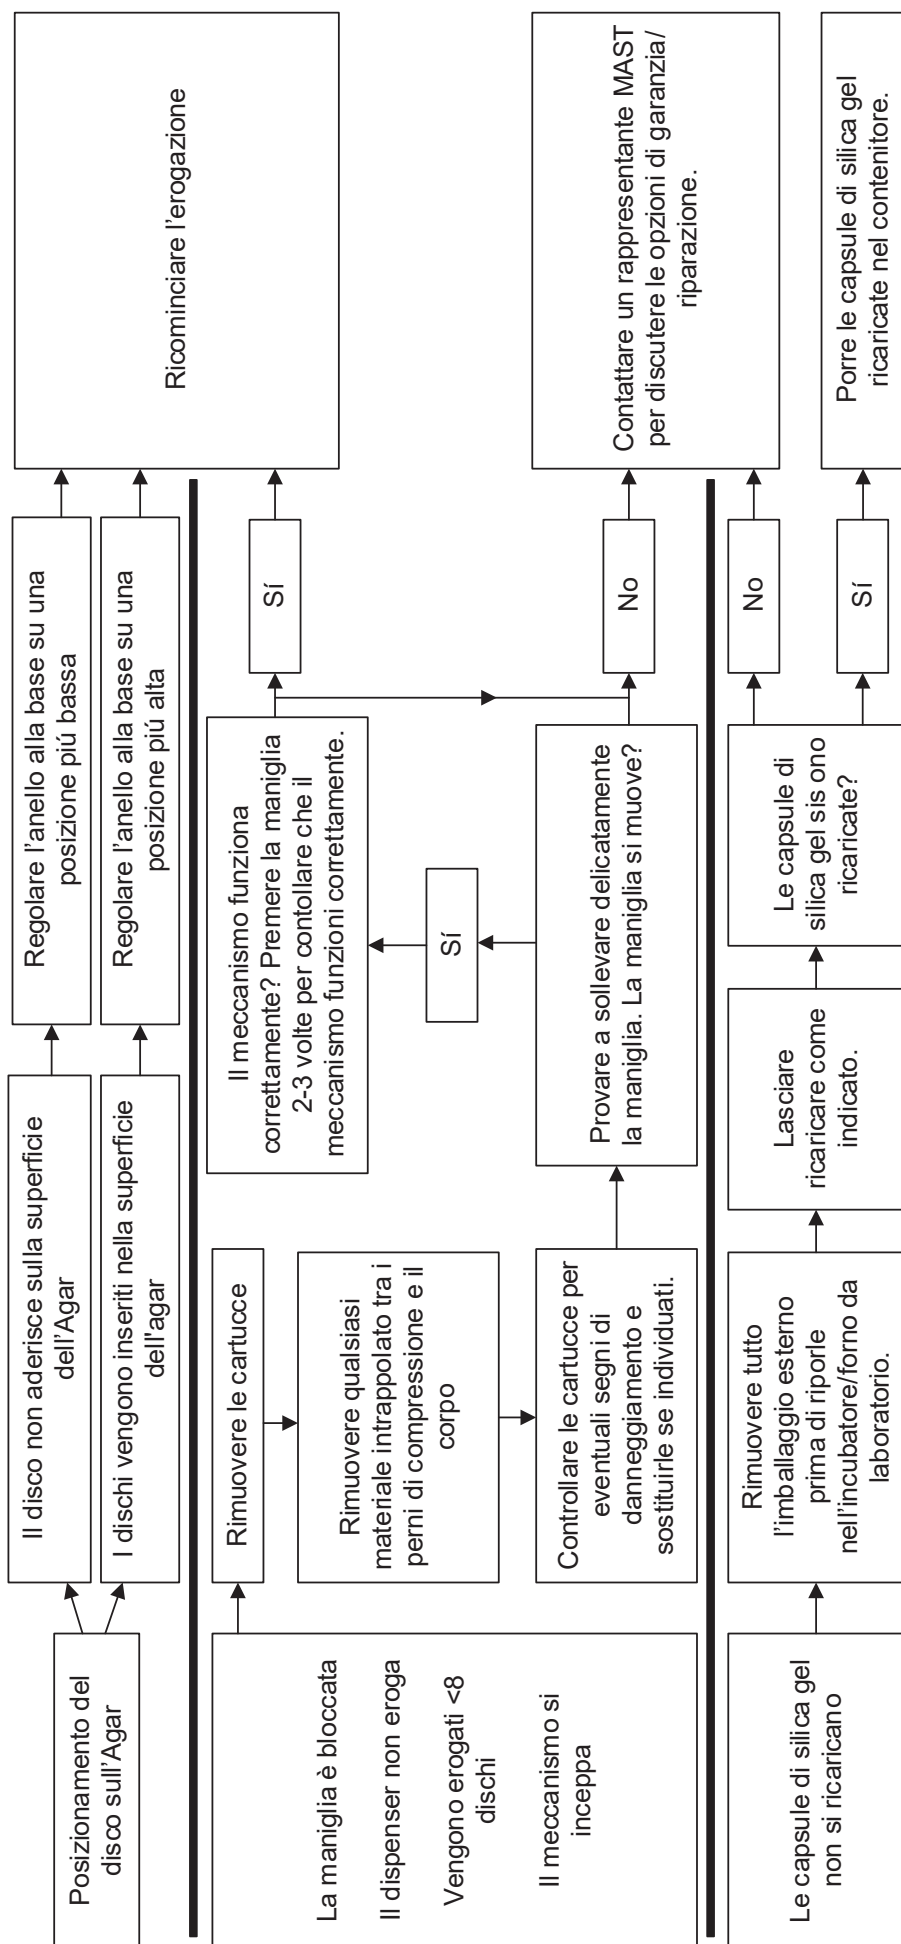 Posizionamento del
disco sull'Agar
Il disco non aderisce sulla superficie
dell'Agar
Regolare l'anello alla base su una
posizione piú bassa
I dischi vengono inseriti nella superficie
dell'agar
Regolare l'anello alla base su una
posizione piú alta
Ricominciare l'erogazione
La maniglia è bloccata
Il dispenser non eroga
Vengono erogati <8
dischi
Il meccanismo si
inceppa
Rimuovere le cartucce
Rimuovere qualsiasi
materiale intrappolato tra i
perni di compressione e il
corpo
Controllare le cartucce per
eventuali segni di
danneggiamento e
sostituirle se individuati.
Provare a sollevare delicatamente
la maniglia. La maniglia si muove?
Sí
Il meccanismo funziona
correttamente? Premere la maniglia
2-3 volte per contollare che il
meccanismo funzioni correttamente.
Sí
No
Contattare un rappresentante MAST
per discutere le opzioni di garanzia/
riparazione.
Le capsule di silica gel
non si ricaricano
Rimuovere tutto
l'imballaggio esterno
prima di riporle
nell'incubatore/forno da
laboratorio.
Lasciare
ricaricare come
indicato.
Le capsule di
silica gel sis ono
ricaricate?
No
Sí
Porre le capsule di silica gel
ricaricate nel contenitore.